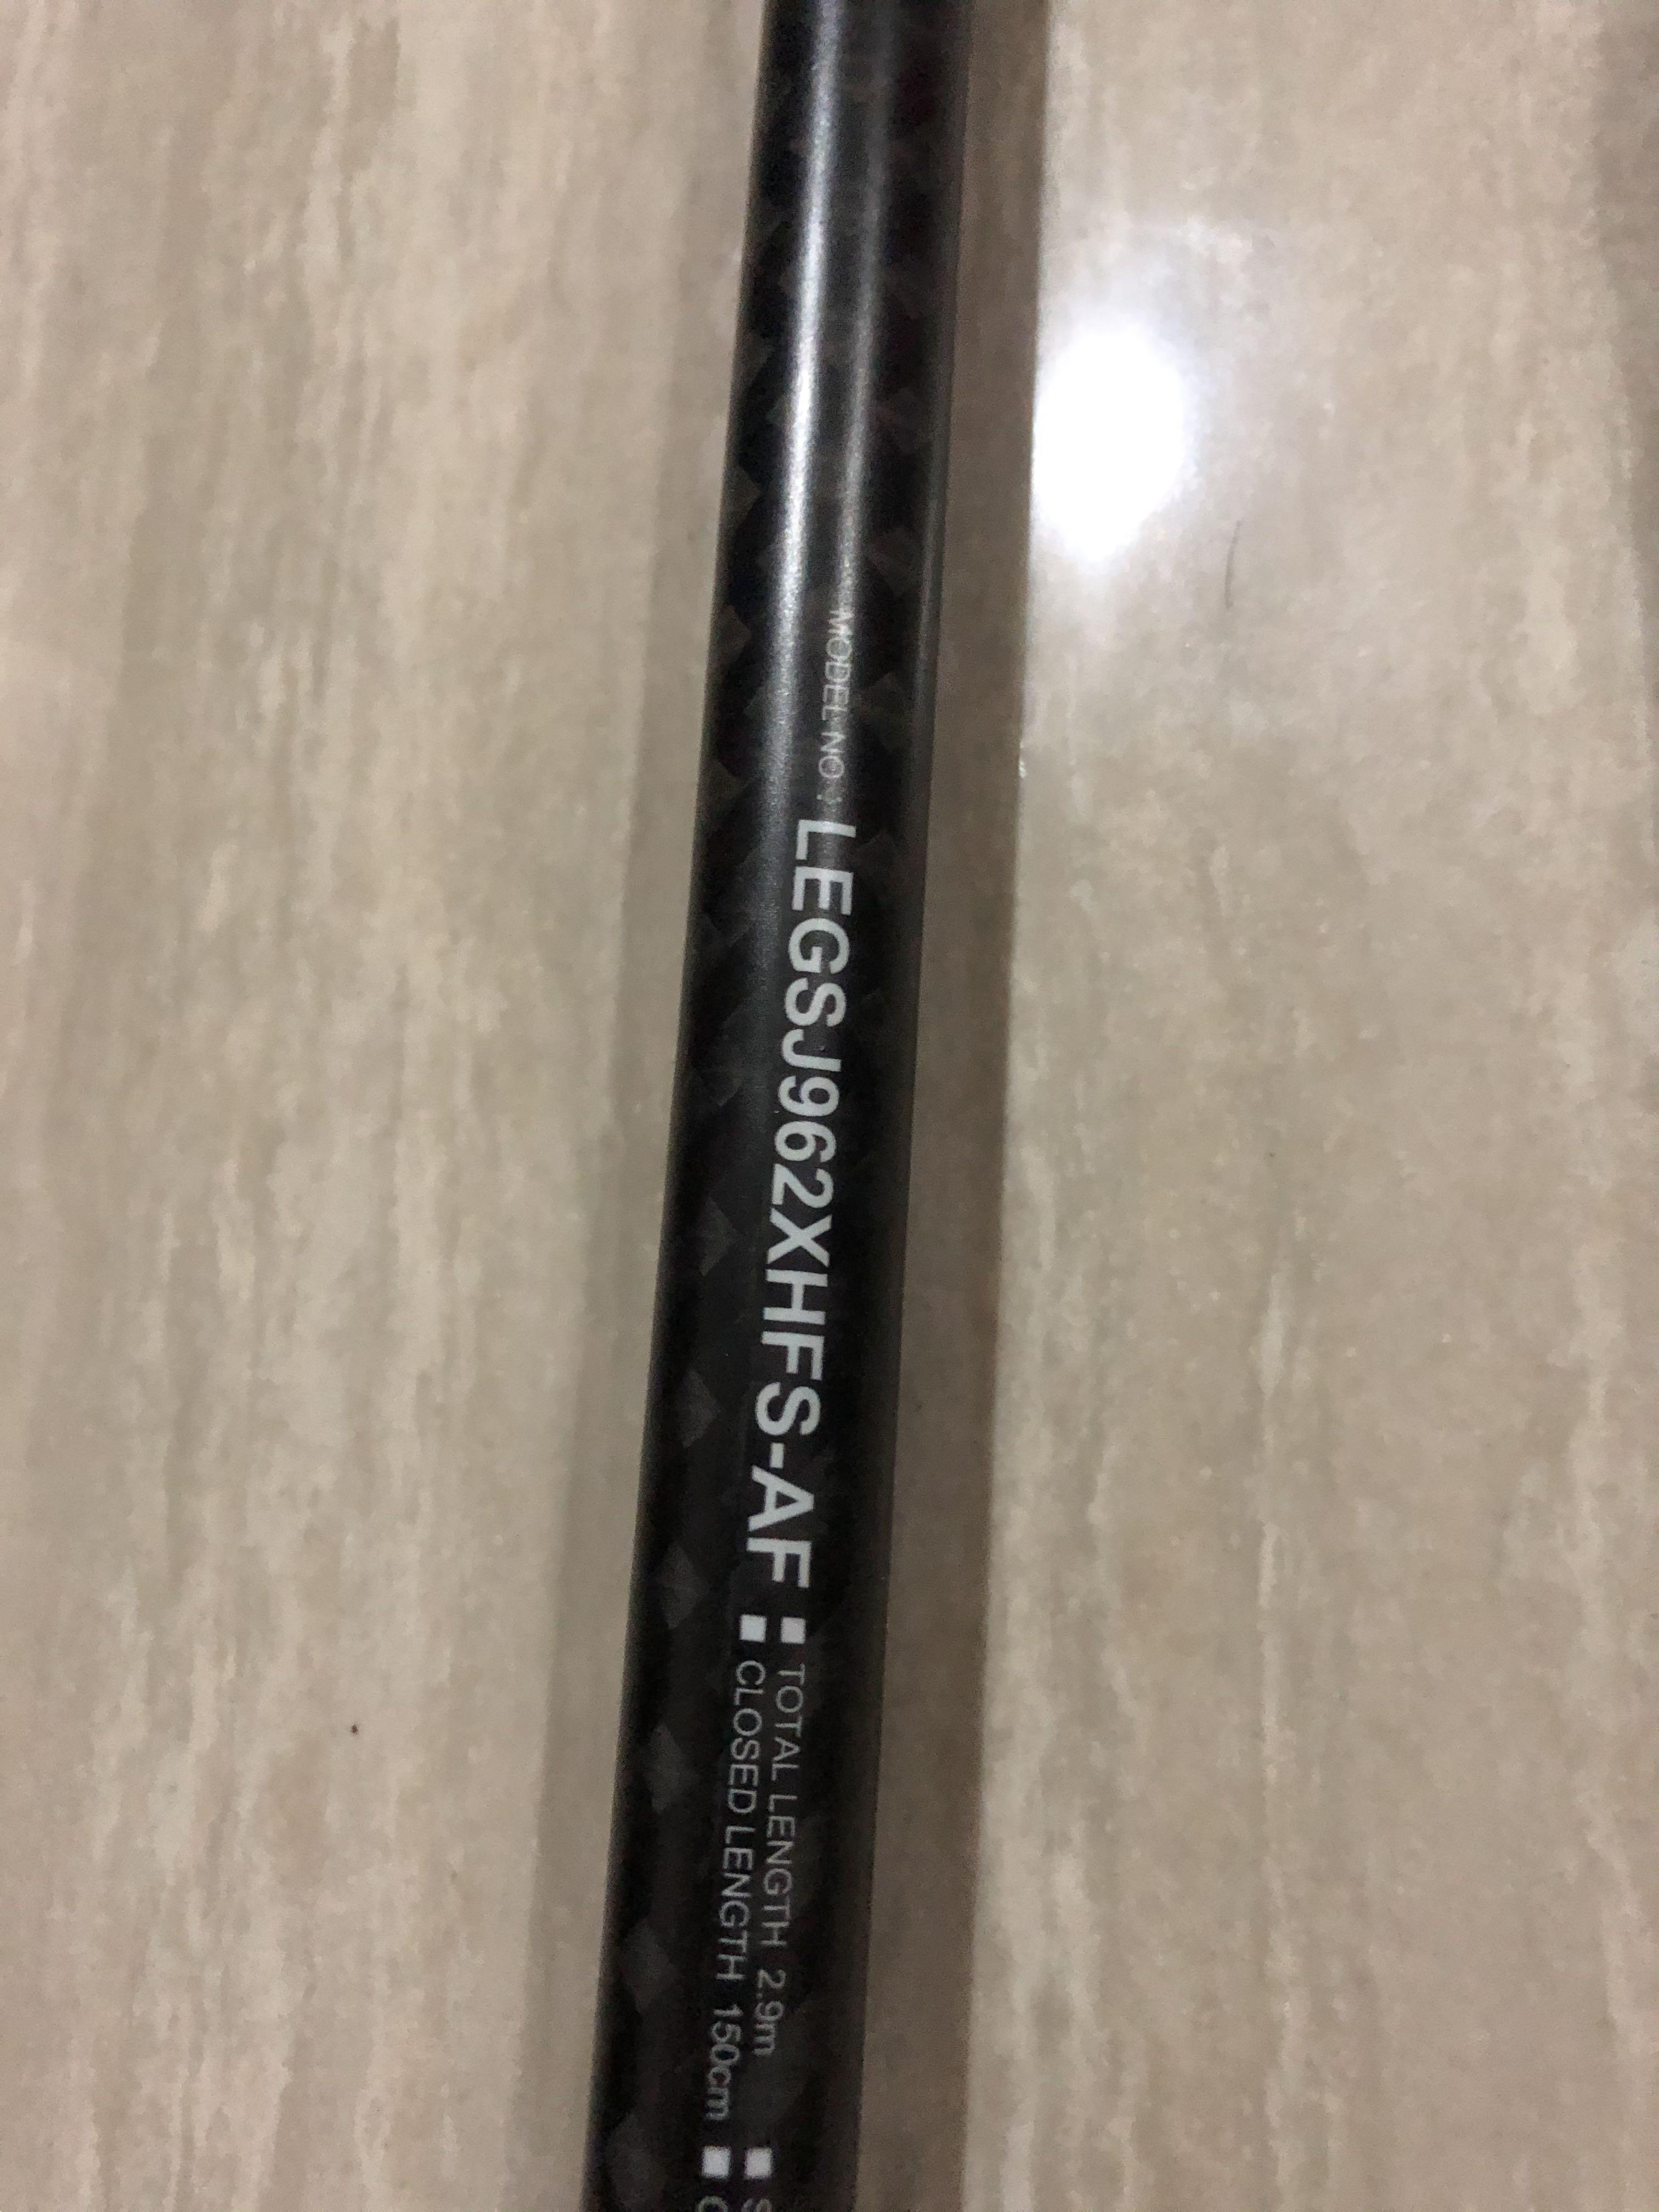 MODEL NO : LEGSJ962XHFS-AF
■ TOTAL LENGTH 2.9m ■ S
■ CLOSED LENGTH 150cm ■ C